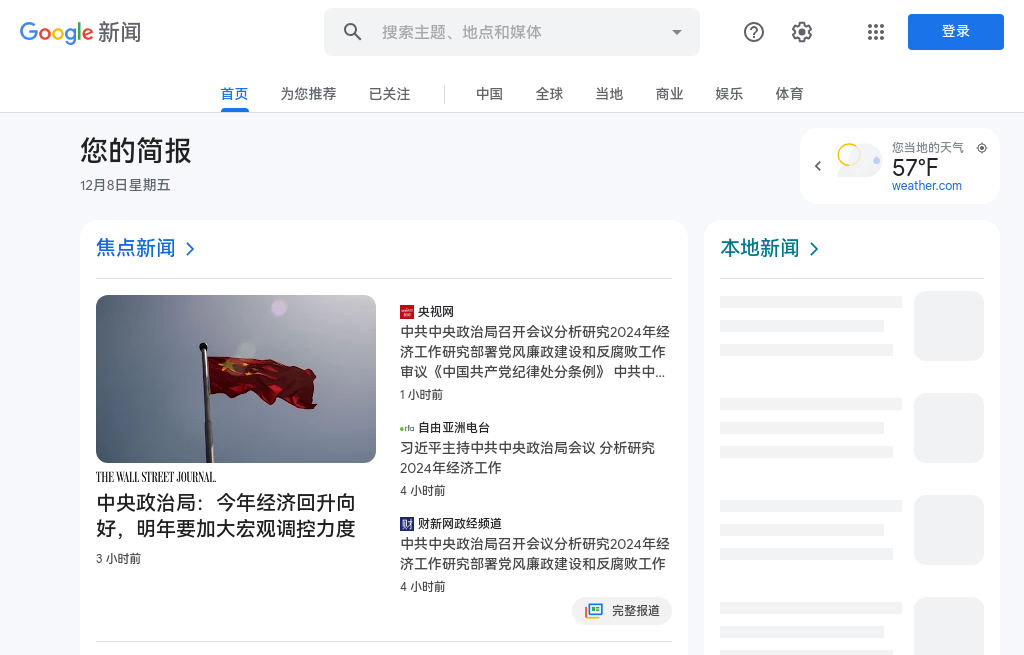 Google 新闻
搜索主题、地点和媒体
登录
首页
为您推荐
已关注
中国
全球
当地
商业
娱乐
体育
您的简报
12月8日星期五
您当地的天气
57°F
weather.com
焦点新闻
THE WALL STREET JOURNAL.
中央政治局：今年经济回升向
好，明年要加大宏观调控力度
3 小时前
央视网
中共中央政治局召开会议分析研究2024年经
济工作研究部署党风廉政建设和反腐败工作
审议《中国共产党纪律处分条例》 中共中...
1 小时前
rfa 自由亚洲电台
习近平主持中共中央政治局会议 分析研究
2024年经济工作
4 小时前
财 财新网政经频道
中共中央政治局召开会议分析研究2024年经
济工作研究部署党风廉政建设和反腐败工作
4 小时前
完整报道
本地新闻